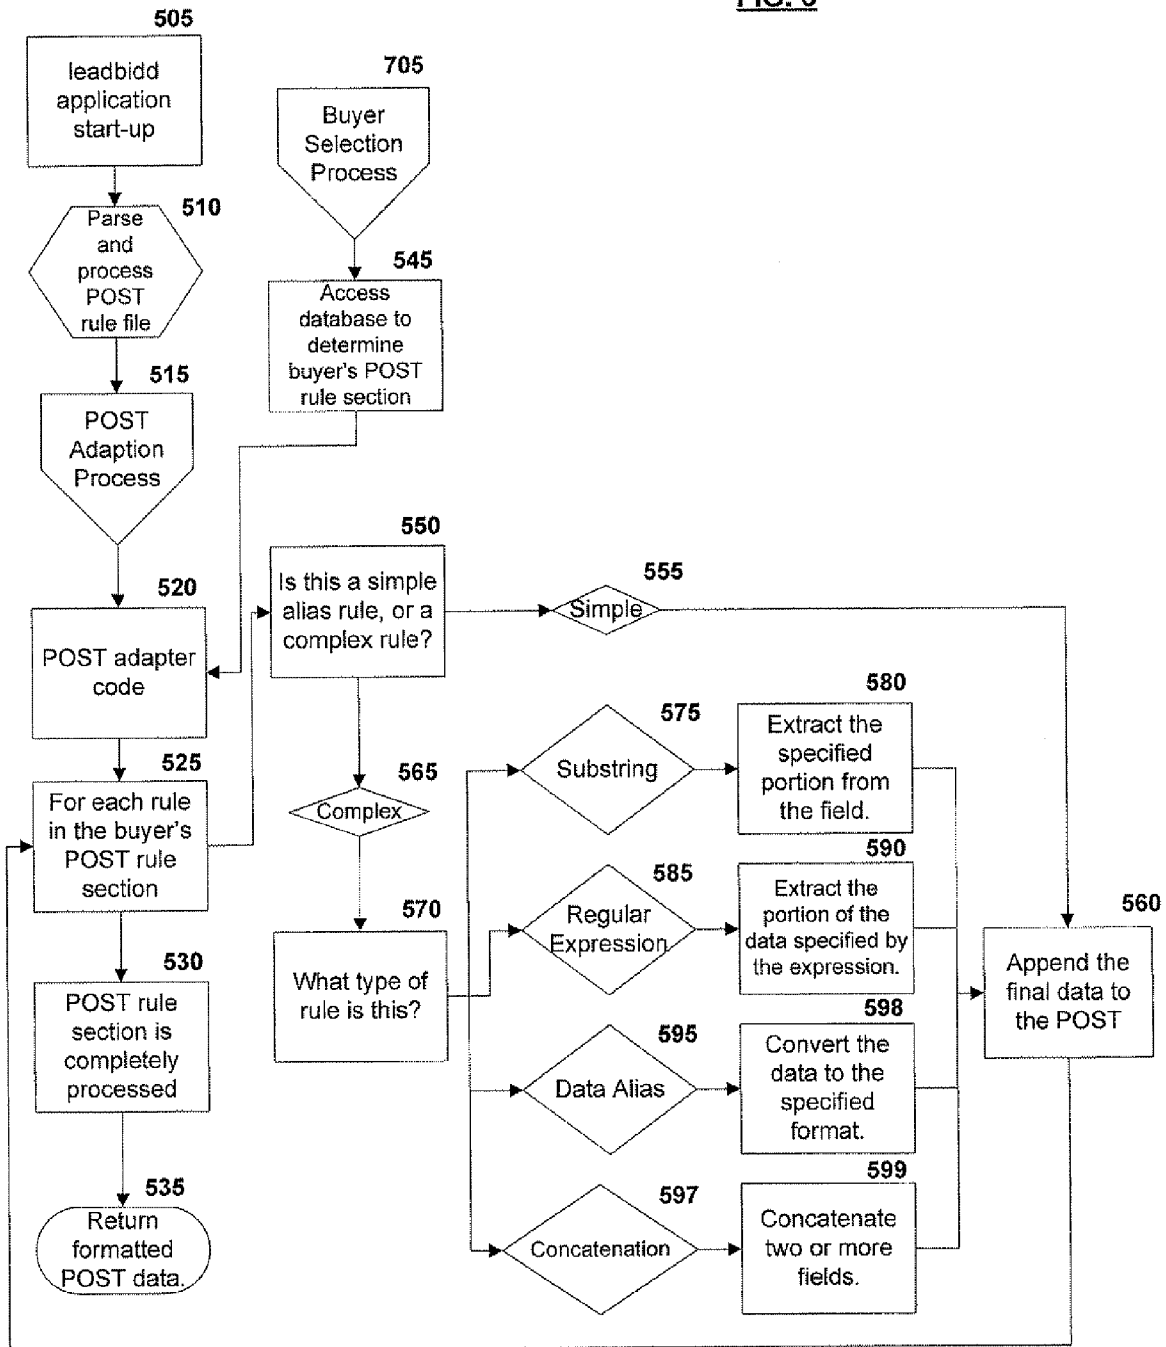 505
leadbidd
application
start-up
705
Buyer
Selection
Process
510
Parse
and
process
POST
rule file
545
Access
database to
determine
buyer's POST
rule section
515
POST
Adaption
Process
550
Is this a simple
alias rule, or a
complex rule?
555
Simple
520
POST adapter
code
580
Extract the
specified
portion from
the field.
575
Substring
525
For each rule
in the buyer's
POST rule
section
565
Complex
590
Extract the
portion of the
data specified by
the expression.
585
Regular
Expression
570
What type of
rule is this?
560
Append the
final data to
the POST
530
POST rule
section is
completely
processed
598
Convert the
data to the
specified
format.
595
Data Alias
599
Concatenate
two or more
fields.
597
Concatenation
535
Return
formatted
POST data.